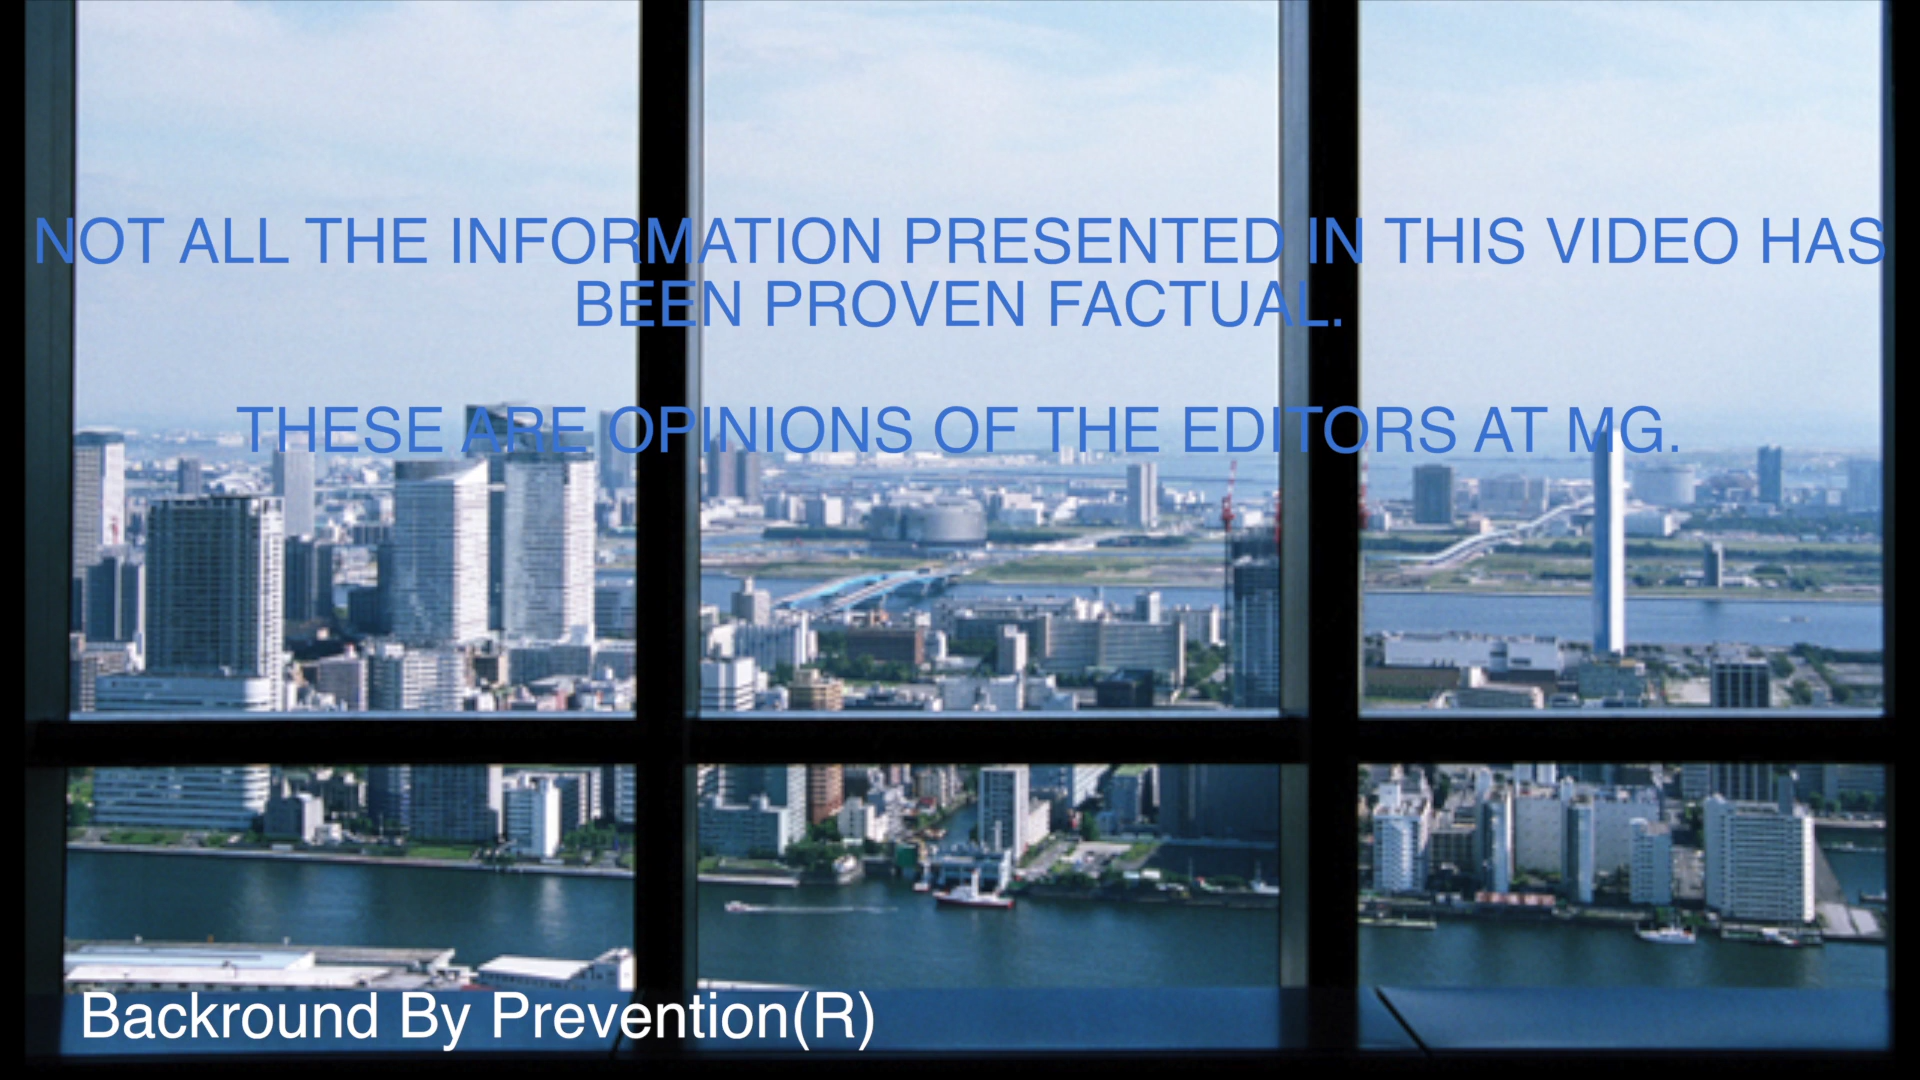 NOT ALL THE INFORMATION PRESENTED IN THIS VIDEO HAS
BEEN PROVEN FACTUAL.
THESE ARE OPINIONS OF THE EDITORS AT MG.
Backround By Prevention(R)